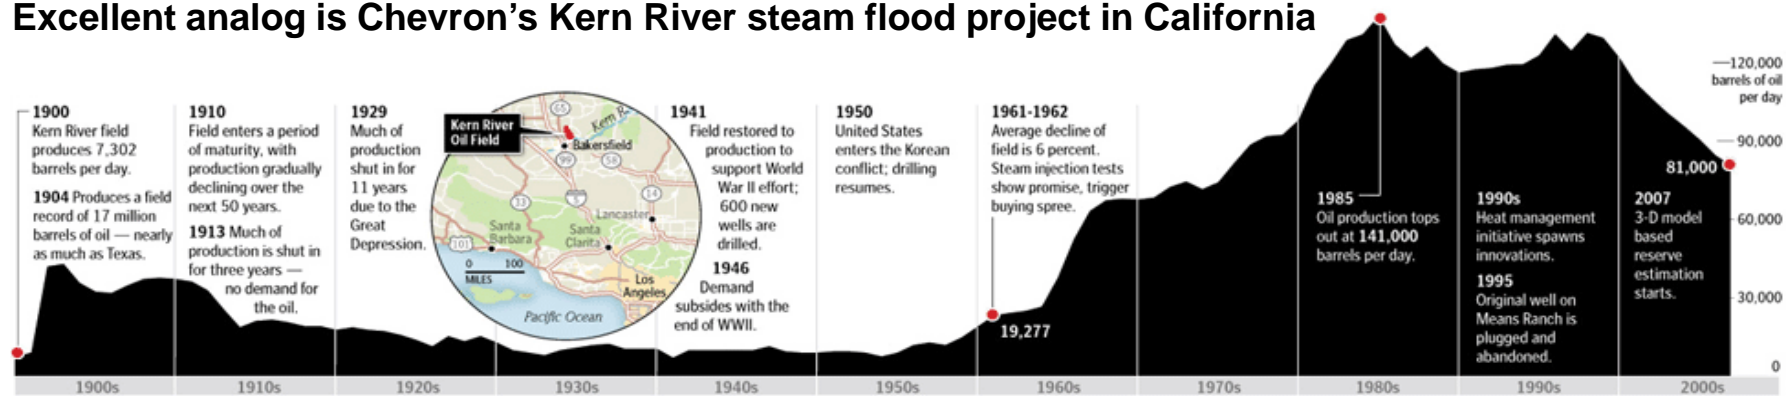 Excellent analog is Chevron's Kern River steam flood project in California
1900
Kern River field
produces 7,302
barrels per day.
1904 Produces a field
record of 17 million
barrels of oil — nearly
as much as Texas.
1910
Field enters a period
of maturity, with
production gradually
declining over the
next 50 years.
1913 Much of
production is shut in
for three years —
no demand for
the oil.
1929
Much of
production
shut in for
11 years
due to the
Great
Depression.
Kern River
Oil Field
65
Kern R.
Bakersfield
99
58
33
5
14
Lancaster
Santa
Barbara
Santa
Clarita
101
0 100
MILES
Los
Angeles
Pacific Ocean
1941
Field restored to
production to
support World
War II effort;
600 new
wells are
drilled.
1946
Demand
subsides with the
end of WWII.
1950
United States
enters the Korean
conflict; drilling
resumes.
1961-1962
Average decline of
field is 6 percent.
Steam injection tests
show promise, trigger
buying spree.
19,277
1985
Oil production tops
out at 141,000
barrels per day.
1990s
Heat management
initiative spawns
innovations.
1995
Original well on
Means Ranch is
plugged and
abandoned.
2007
3-D model
based
reserve
estimation
starts.
81,000
120,000
barrels of oil
per day
90,000
60,000
30,000
0
1900s 1910s 1920s 1930s 1940s 1950s 1960s 1970s 1980s 1990s 2000s